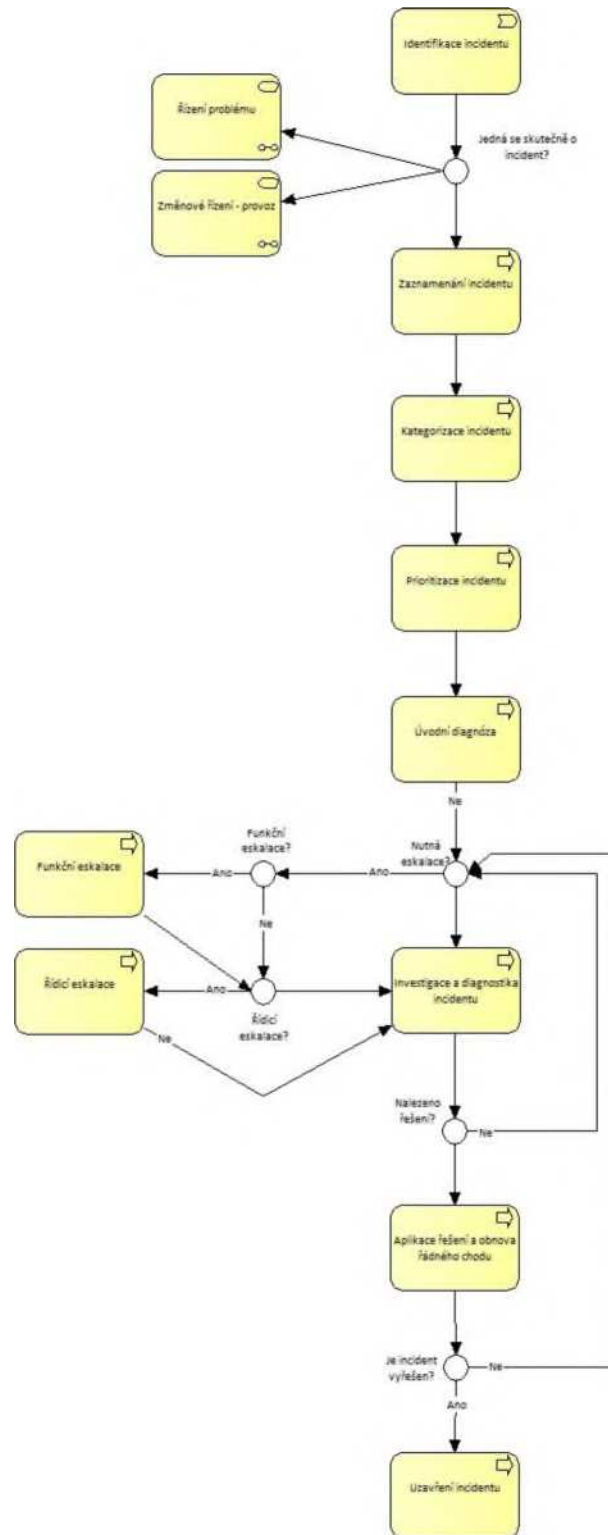 Identifikace incidentu
Řízení problému
Jedná se skutečně o
incident?
Změnové řízení - provoz
Zaznamenání incidentu
Kategorizace incidentu
Prioritizace incidentu
Úvodní diagnóza
Ne
Funkční
eskalace?
Nutná
eskalace?
Funkční eskalace
Ano
Ano
Ne
Řídicí eskalace
Ano
Investigace a diagnostika
incidentu
Řídicí
eskalace?
Ne
Nalezeno
řešení?
Ne
Aplikace řešení a obnova
řádného chodu
Je incident
vyřešen?
Ne
Ano
Uzavření incidentu